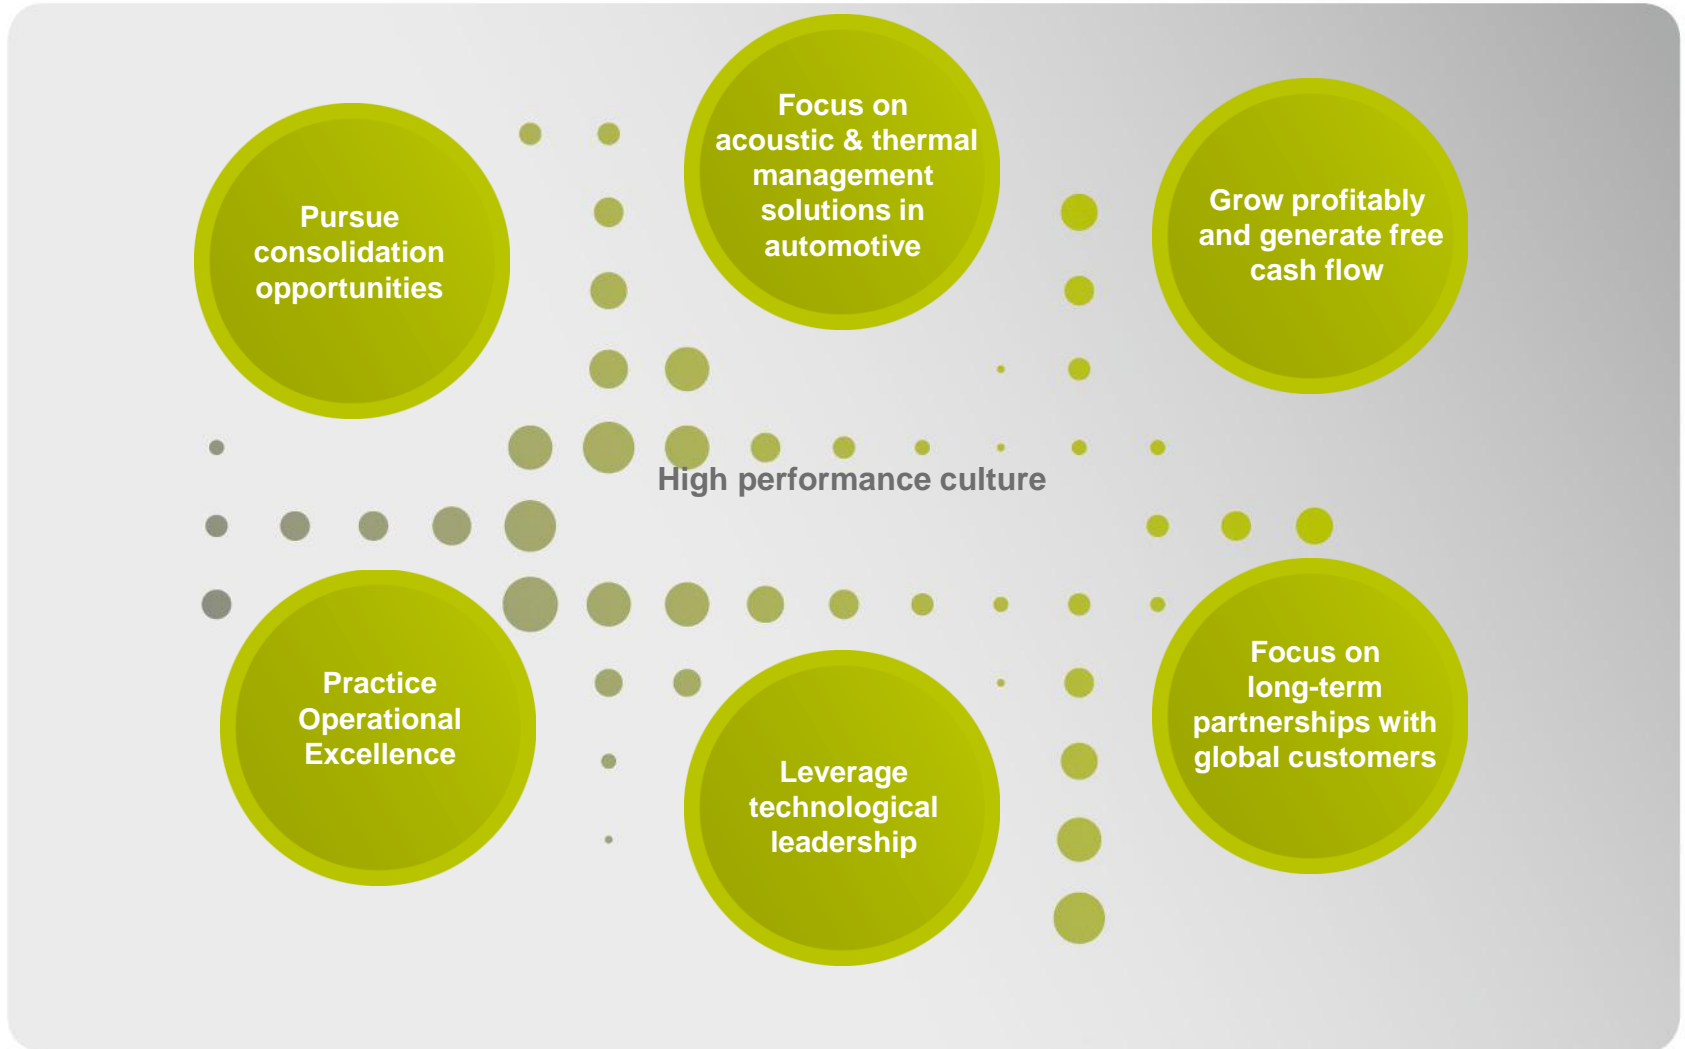 Focus on
acoustic & thermal
management
solutions in
automotive
Pursue
consolidation
opportunities
Grow profitably
and generate free
cash flow
High performance culture
Practice
Operational
Excellence
Leverage
technological
leadership
Focus on
long-term
partnerships with
global customers